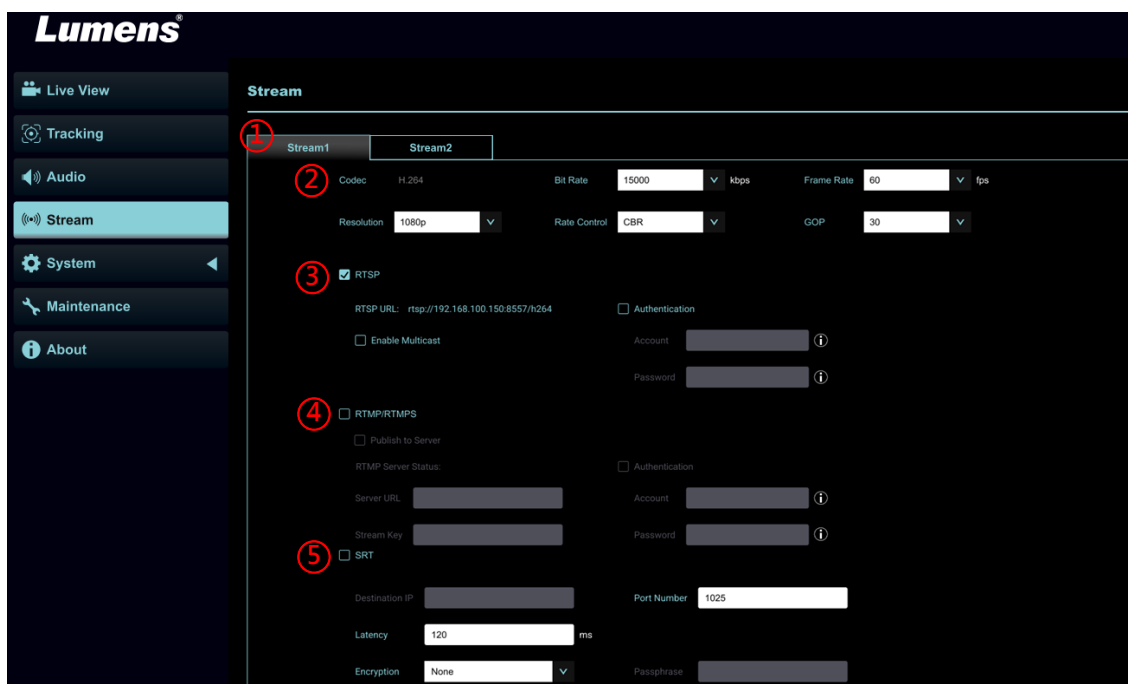 Lumens®
Live View
Tracking
Audio
Stream
System
Maintenance
About
Stream
① Stream1 Stream2
② Codec H.264 Bit Rate 15000 kbps Frame Rate 60 fps
Resolution 1080p Rate Control CBR GOP 30
③ RTSP
RTSP URL: rtsp://192.168.100.150:8557/h264 Authentication
Enable Multicast Account
Password
④ RTMP/RTMPS
Publish to Server
RTMP Server Status: Authentication
Server URL Account
Stream Key Password
⑤ SRT
Destination IP Port Number 1025
Latency 120 ms
Encryption None Passphrase